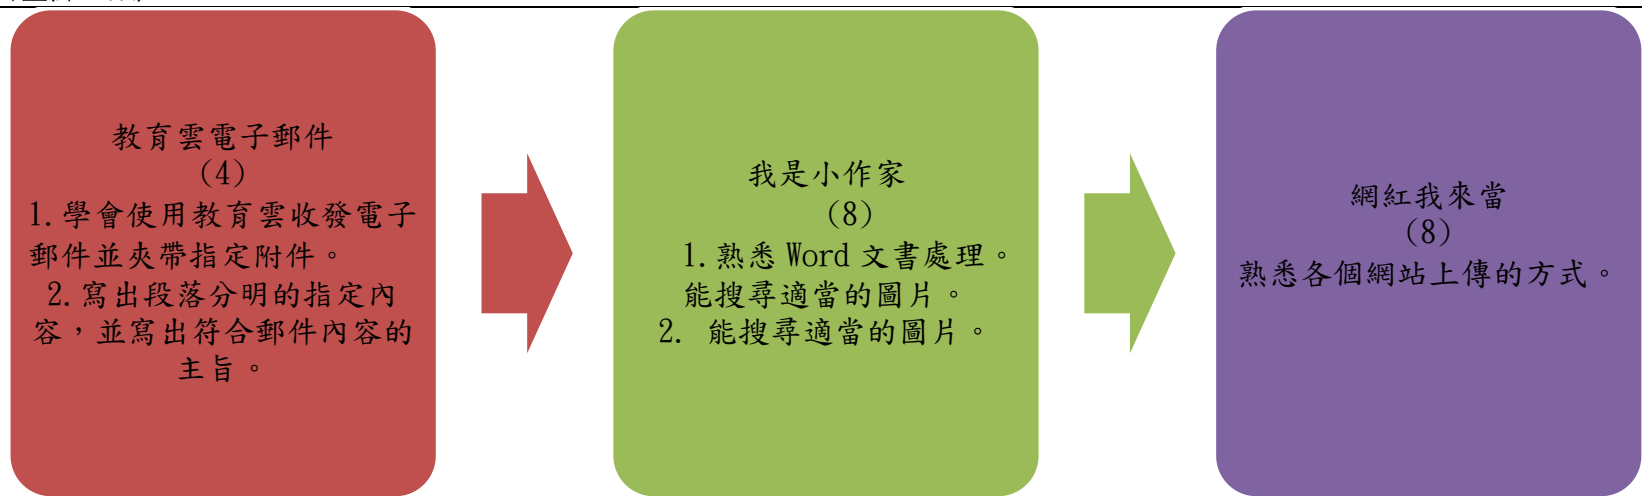 教育雲電子郵件
(4)
1.學會使用教育雲收發電子
郵件並夾帶指定附件。
2.寫出段落分明的指定內
容，並寫出符合郵件內容的
主旨。
我是小作家
(8)
1.熟悉 Word 文書處理。
能搜尋適當的圖片。
2. 能搜尋適當的圖片。
網紅我來當
(8)
熟悉各個網站上傳的方式。